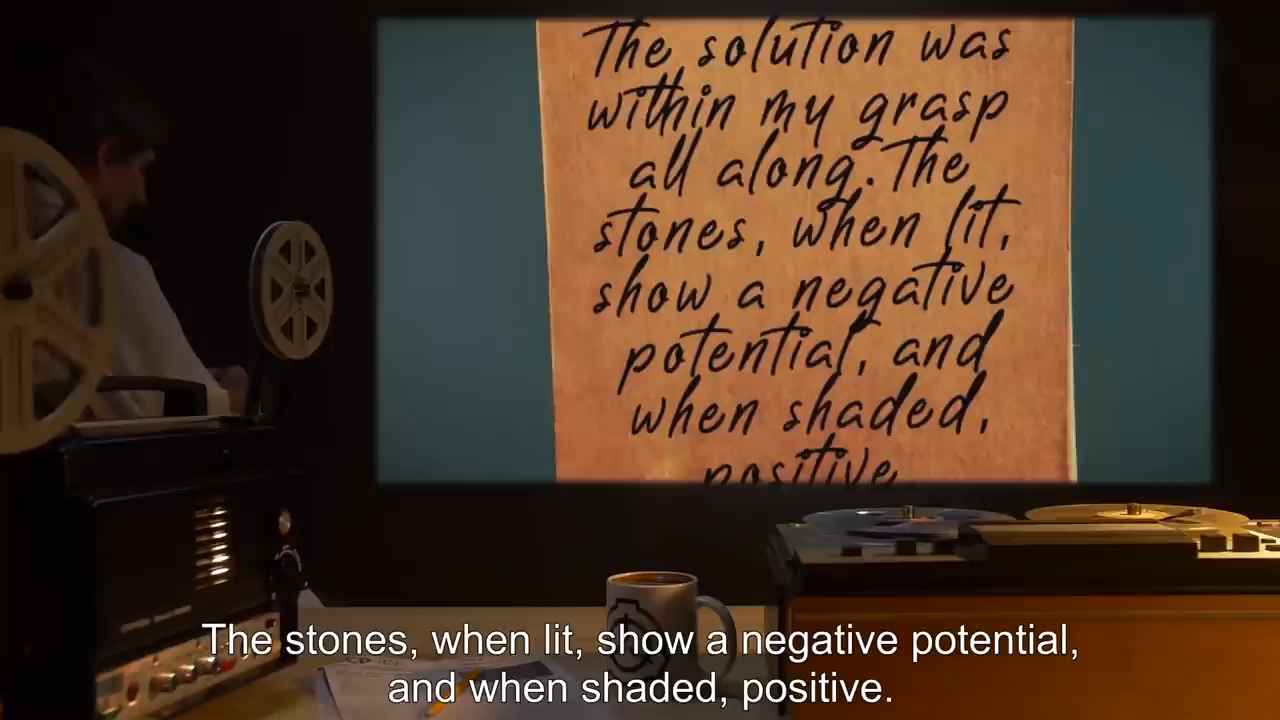 The solution was
within my grasp
all along. The
stones, when lit,
show a negative
potential, and
when shaded,
positive
The stones, when lit, show a negative potential,
and when shaded, positive.